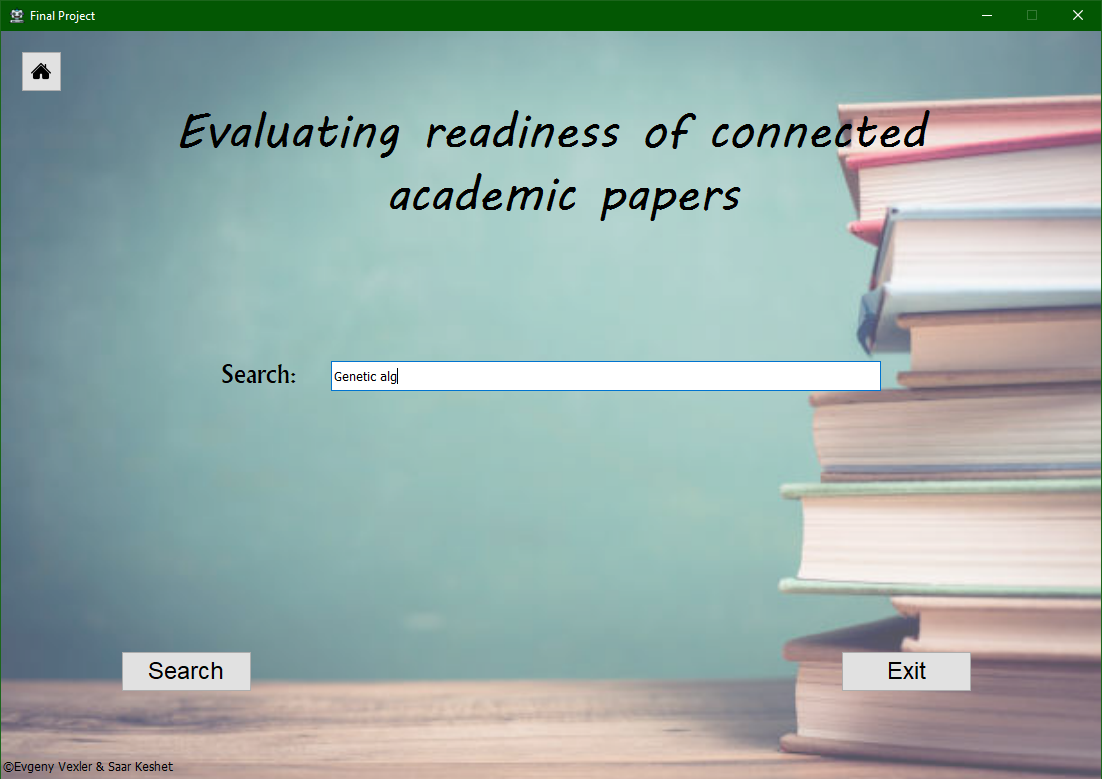 Final Project
Evaluating readiness of connected
academic papers
Search:
Genetic alg
Search
Exit
©Evgeny Vexler & Saar Keshet